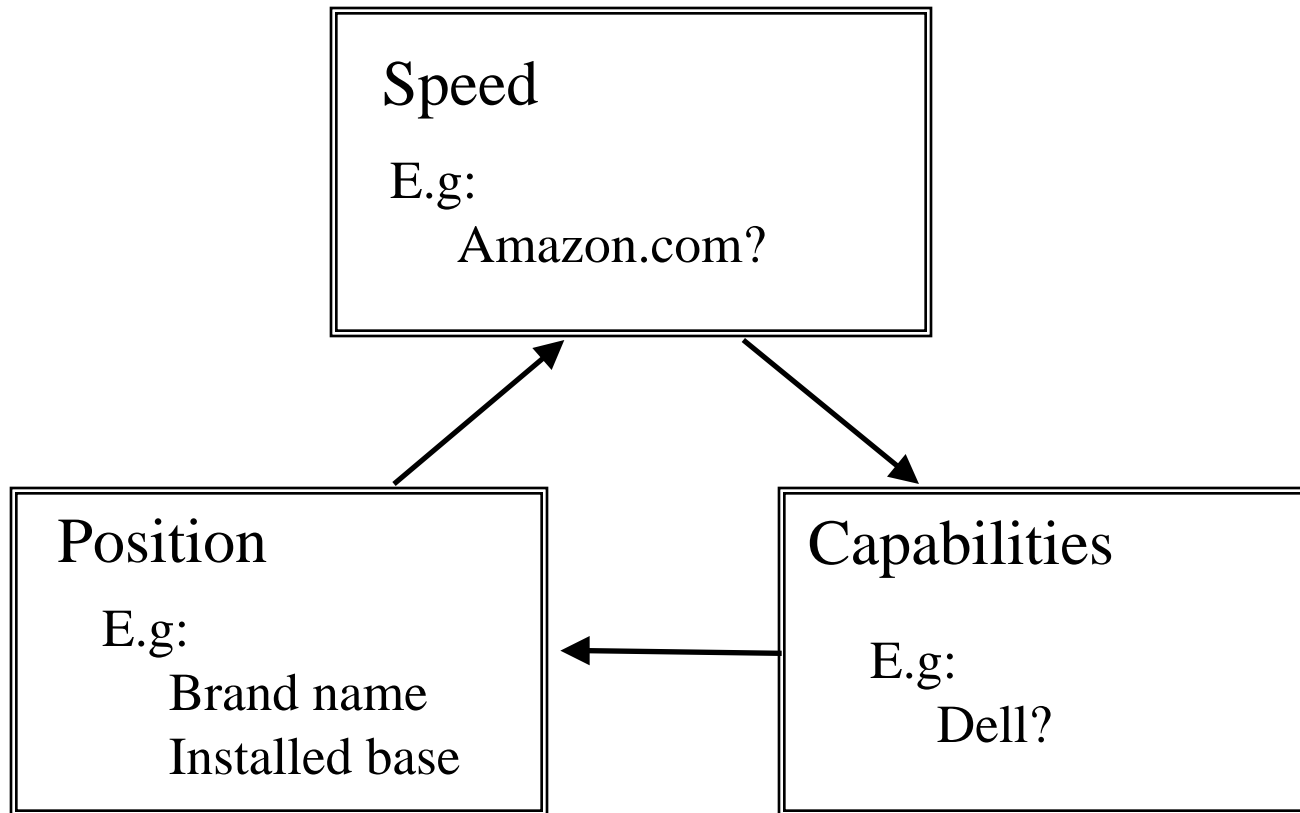 Speed
E.g:
Amazon.com?
Position
E.g:
Brand name
Installed base
Capabilities
E.g:
Dell?